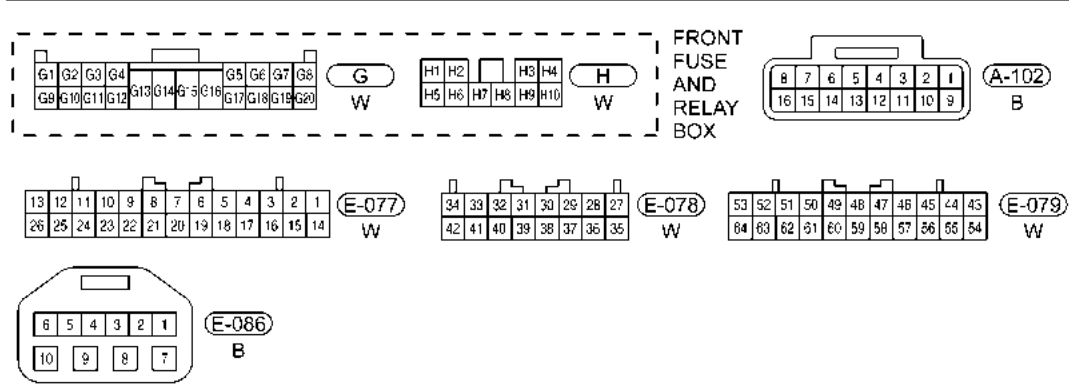 G1 G2 G3 G4 G5 G6 G7 G8
G9 G10 G11 G12 G13 G14 G15 G16 G17 G18 G19 G20
G
W
H1 H2 H3 H4
H5 H6 H7 H8 H9 H10
H
W
FRONT
FUSE
AND
RELAY
BOX
8 7 6 5 4 3 2 1
16 15 14 13 12 11 10 9
A-102
B
13 12 11 10 9 8 7 6 5 4 3 2 1
26 25 24 23 22 21 20 19 18 17 16 15 14
E-077
W
34 33 32 31 30 29 28 27
42 41 40 39 38 37 36 35
E-078
W
53 52 51 50 49 48 47 46 45 44 43
64 63 62 61 60 59 58 57 56 55 54
E-079
W
6 5 4 3 2 1
10 9 8 7
E-086
B